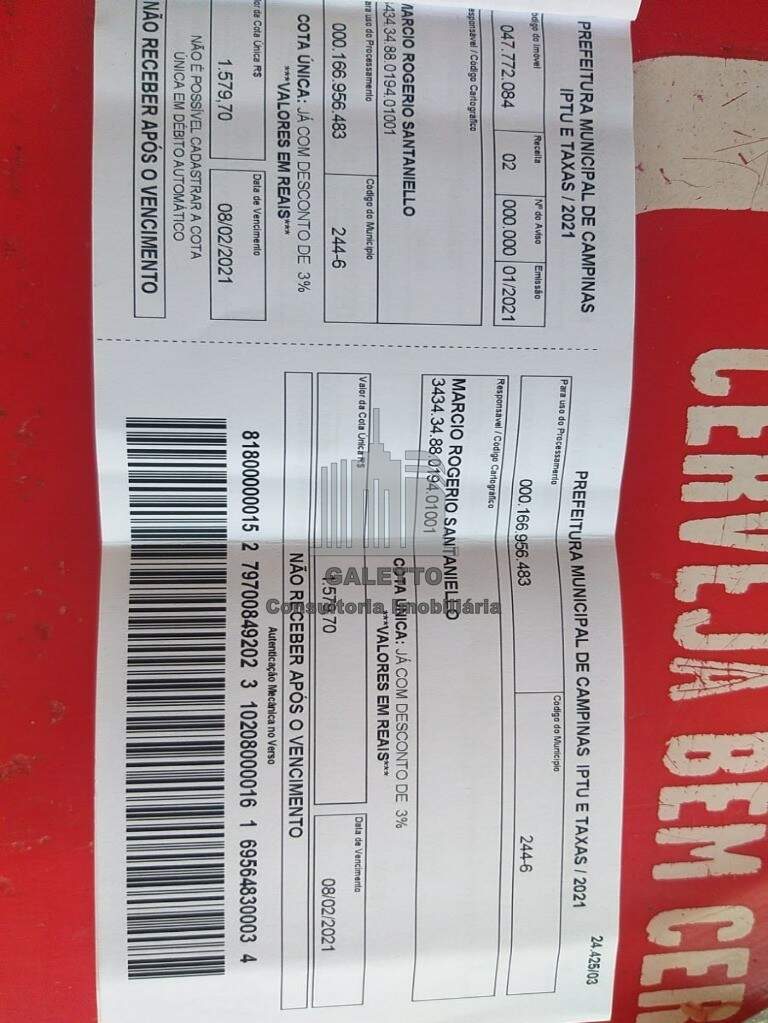 PREFEITURA MUNICIPAL DE CAMPINAS
IPTU E TAXAS / 2021
Código do Imóvel
Receita
Nº do Aviso
Emissão
047.772.084
02
000.000
01/2021
Responsável / Código Cartográfico
MARCIO ROGERIO SANTANIELLO
3434.34.88.0194.01001
Para uso do Processamento
Código do Município
000.166.956.483
244-6
COTA ÚNICA: JÁ COM DESCONTO DE 3%
***VALORES EM REAIS***
Valor da Cota Única R$
Data de Vencimento
1.579,70
08/02/2021
NÃO É POSSÍVEL CADASTRAR A COTA
ÚNICA EM DÉBITO AUTOMÁTICO
NÃO RECEBER APÓS O VENCIMENTO
24.425/03
PREFEITURA MUNICIPAL DE CAMPINAS IPTU E TAXAS / 2021
Para uso do Processamento
Código do Município
000.166.956.483
244-6
Responsável / Código Cartográfico
MARCIO ROGERIO SANTANIELLO
3434.34.88.0194.01001
COTA ÚNICA: JÁ COM DESCONTO DE 3%
***VALORES EM REAIS***
Valor da Cota Única R$
Data de Vencimento
1.579,70
08/02/2021
NÃO RECEBER APÓS O VENCIMENTO
Autenticação Mecânica no Verso
81800000015 2 79700849202 3 10208000016 1 69564830003 4
GALETTO
Consultoria Imobiliária
CERVEJA BEM CER